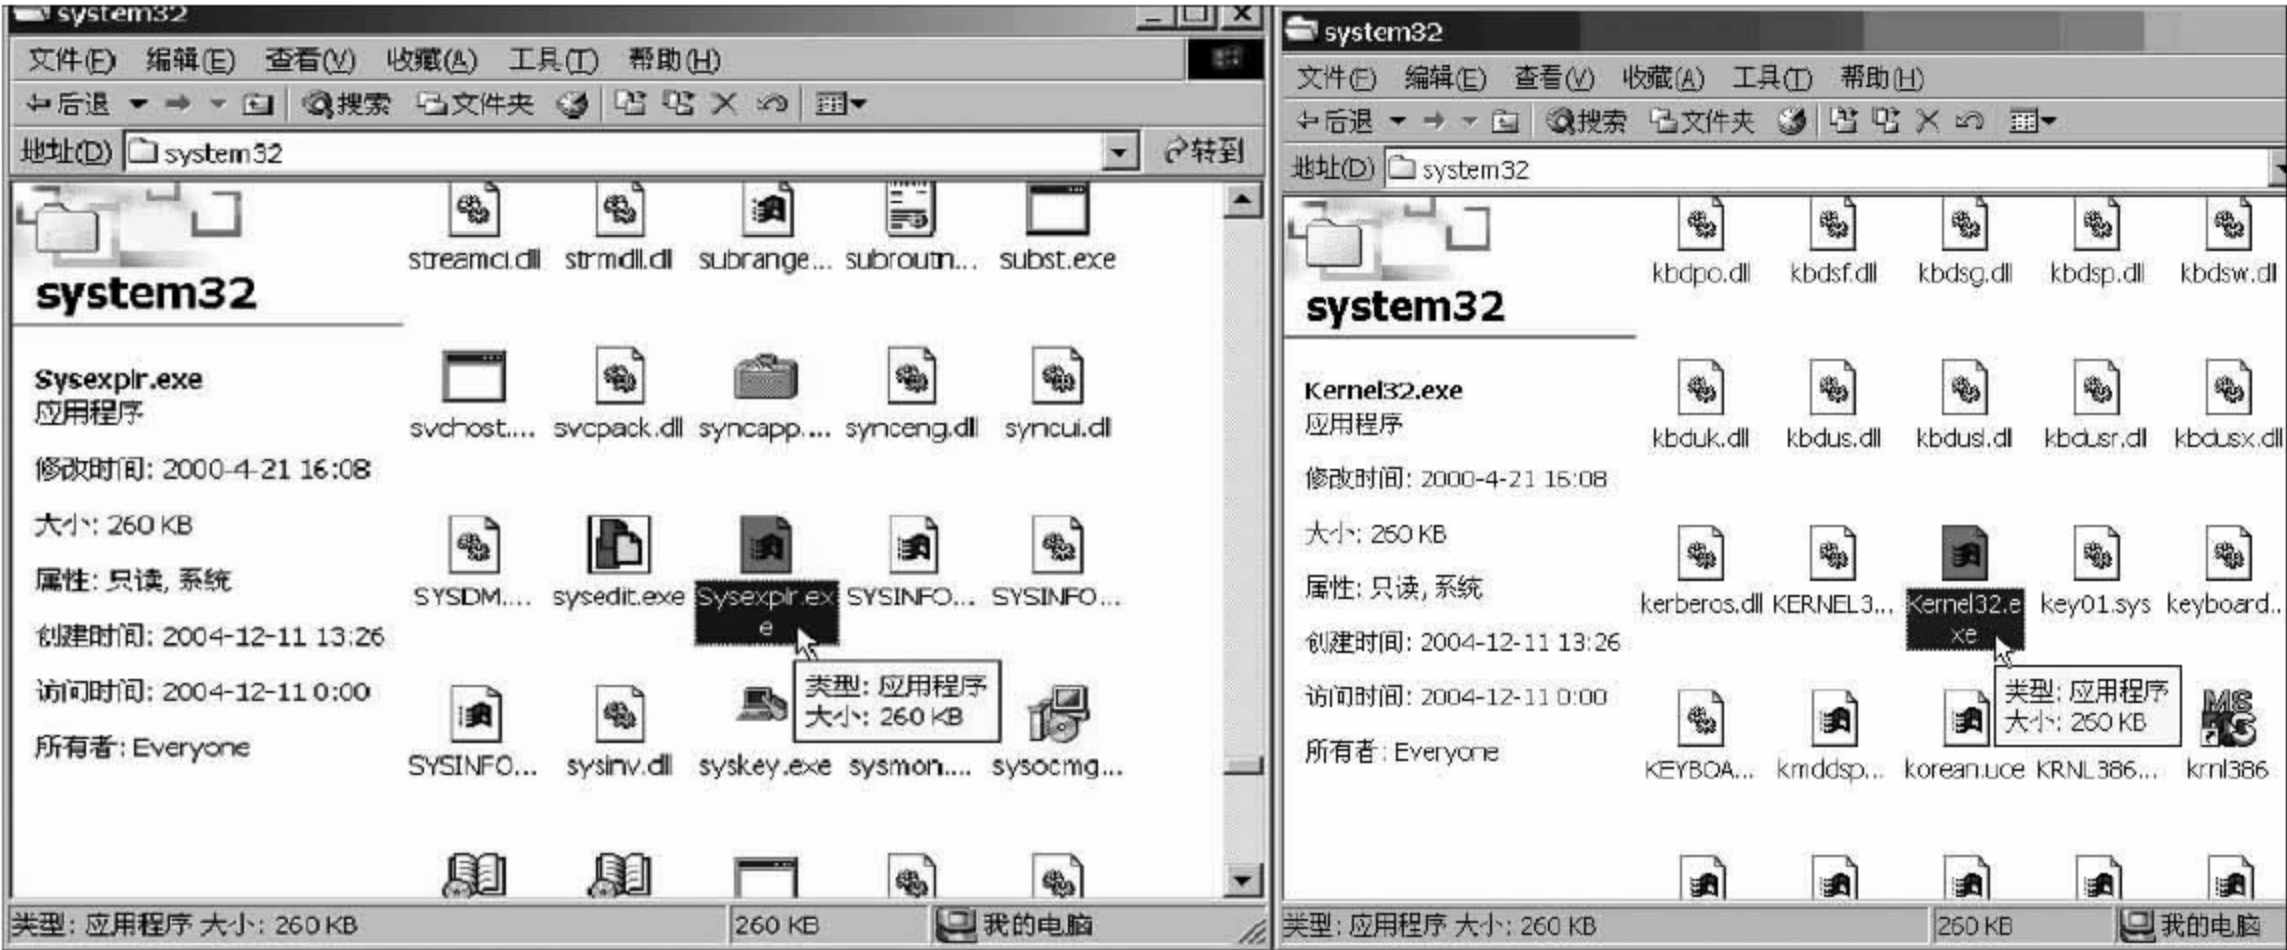 system32
文件(F) 编辑(E) 查看(V) 收藏(A) 工具(T) 帮助(H)
后退 搜索 文件夹
地址(D) system32 转到
streamci.dll strmdll.dll subrange... subroutn... subst.exe
system32
Sysexplr.exe
应用程序
svchost.... svcpack.dll syncapp.... synceng.dll syncui.dll
修改时间: 2000-4-21 16:08
大小: 260 KB
属性: 只读, 系统
SYSDM.... sysedit.exe Sysexplr.ex
e SYSINFO... SYSINFO...
创建时间: 2004-12-11 13:26
访问时间: 2004-12-11 0:00
类型: 应用程序
大小: 260 KB
所有者: Everyone
SYSINFO... sysinv.dll syskey.exe sysmon.... sysocmg...
类型: 应用程序 大小: 260 KB 260 KB 我的电脑
system32
文件(F) 编辑(E) 查看(V) 收藏(A) 工具(T) 帮助(H)
后退 搜索 文件夹
地址(D) system32
kbdpo.dll kbdsf.dll kbdsg.dll kbdsp.dll kbdsw.dll
system32
Kernel32.exe
应用程序
kbduk.dll kbdus.dll kbdusl.dll kbdusr.dll kbdusx.dll
修改时间: 2000-4-21 16:08
大小: 260 KB
属性: 只读, 系统
kerberos.dll KERNEL3... Kernel32.e
xe key01.sys keyboard...
创建时间: 2004-12-11 13:26
访问时间: 2004-12-11 0:00
类型: 应用程序
大小: 260 KB
所有者: Everyone
KEYBOA... kmddsp... korean.uce KRNL386... krnl386
类型: 应用程序 大小: 260 KB 260 KB 我的电脑